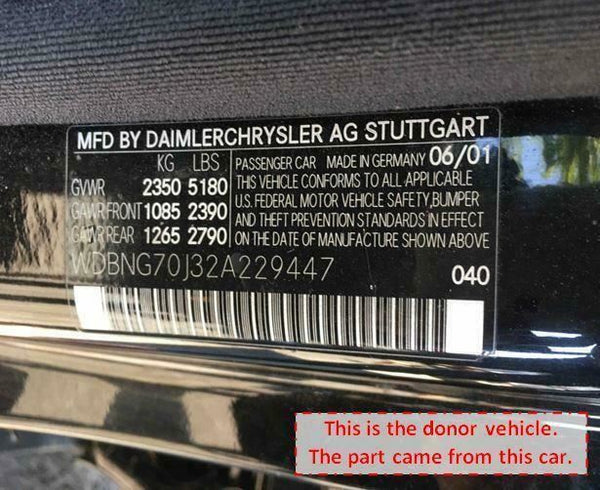 MFD BY DAIMLERCHRYSLER AG STUTTGART
KG LBS
GVWR 2350 5180
GAWR FRONT 1085 2390
GAWR REAR 1265 2790
PASSENGER CAR MADE IN GERMANY 06/01
THIS VEHICLE CONFORMS TO ALL APPLICABLE
U.S. FEDERAL MOTOR VEHICLE SAFETY,BUMPER
AND THEFT PREVENTION STANDARDS IN EFFECT
ON THE DATE OF MANUFACTURE SHOWN ABOVE
WDBNG70J32A229447
040
This is the donor vehicle.
The part came from this car.